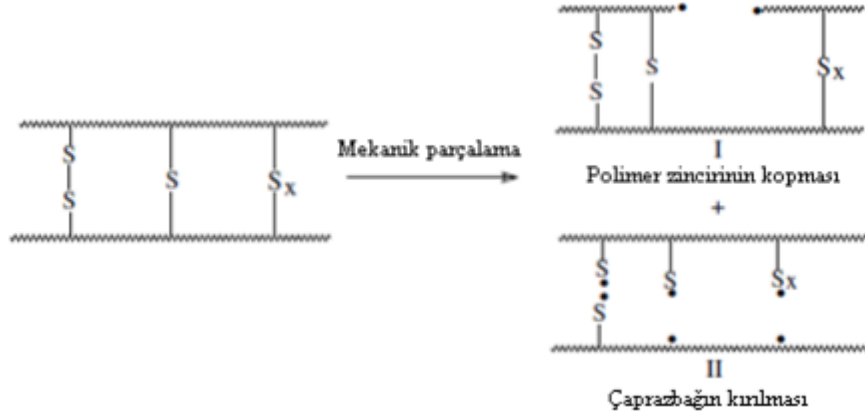 S
S
S
Sx
Mekanik parçalama
S
S
S
Sx
I
Polimer zincirinin kopması
+
S
S
S
Sx
II
Çaprazbağın kırılması